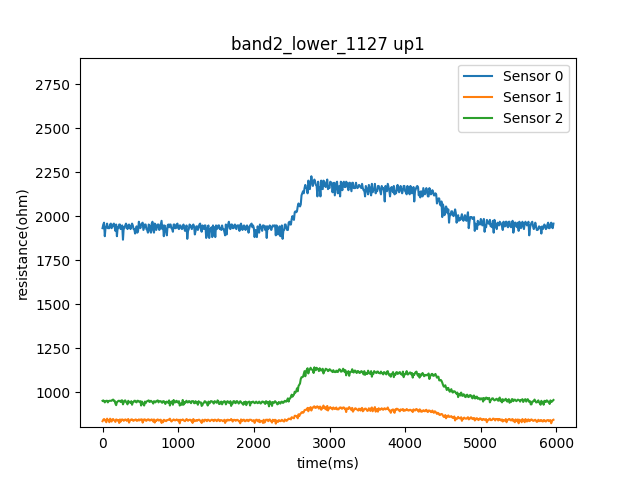 band2_lower_1127 up1
Sensor 0
Sensor 1
Sensor 2
2750
2500
2250
2000
1750
1500
1250
1000
resistance(ohm)
0
1000
2000
3000
4000
5000
6000
time(ms)